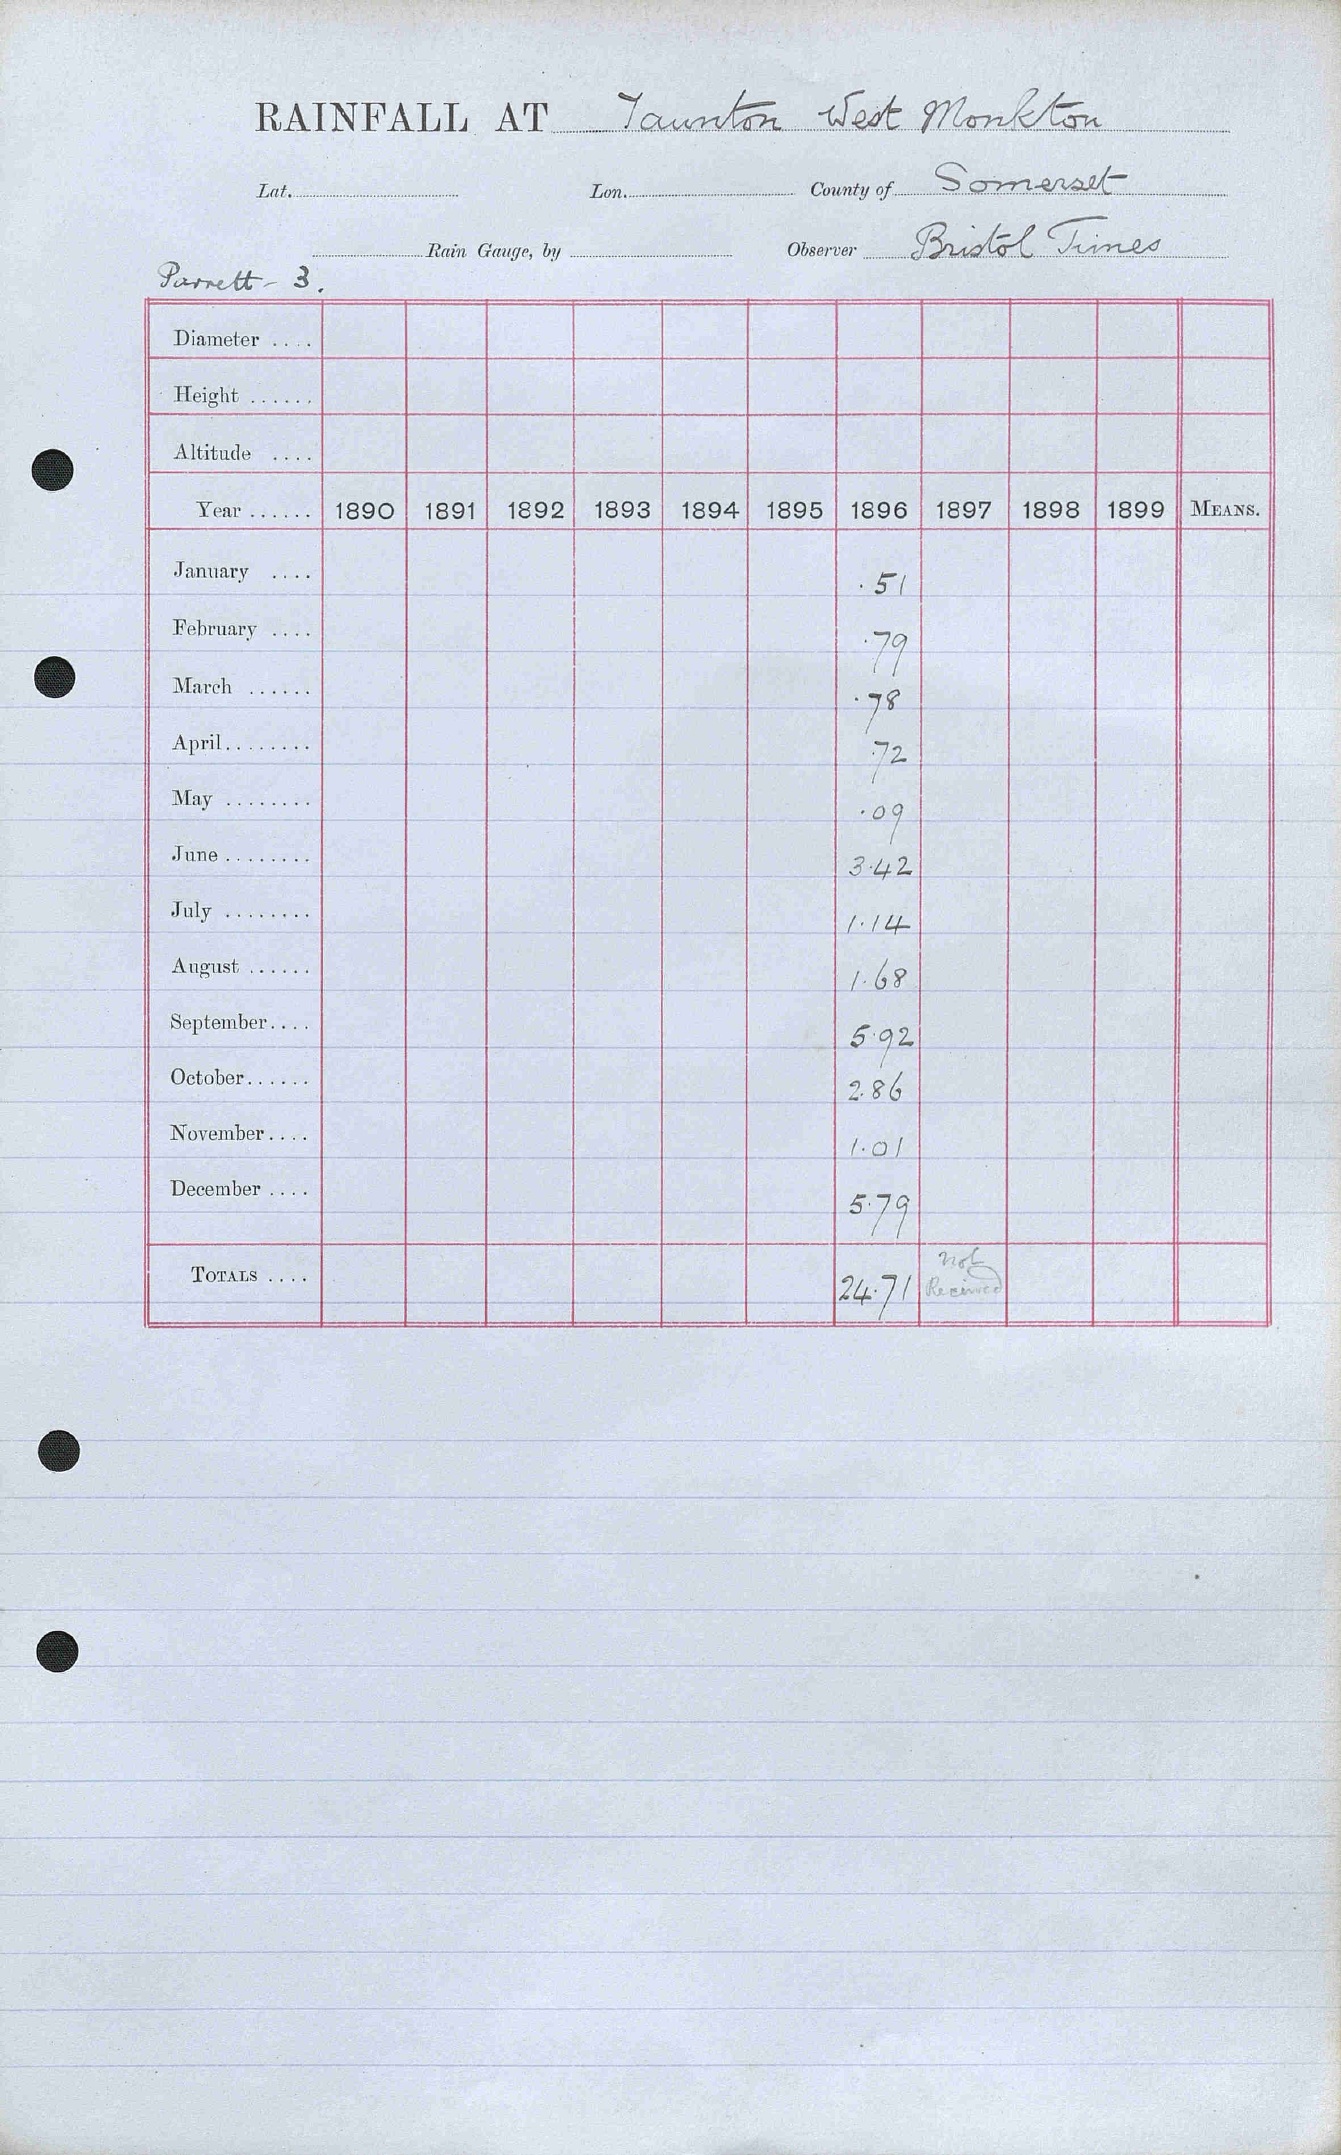 RAINFALL AT Taunton West Monkton
Lat. Lon. County of Somerset
Rain Gauge, by Observer Bristol Times
Parrett - 3.
Diameter ....
Height ......
Altitude ....
Year ...... 1890 1891 1892 1893 1894 1895 1896 1897 1898 1899 MEANS.
January .... .51
February .... .79
March ...... .78
April........ .72
May ........ .09
June ........ 3.42
July ........ 1.14
August ...... 1.68
September.... 5.92
October...... 2.86
November.... 1.01
December .... 5.79
TOTALS .... 24.71 Not Received